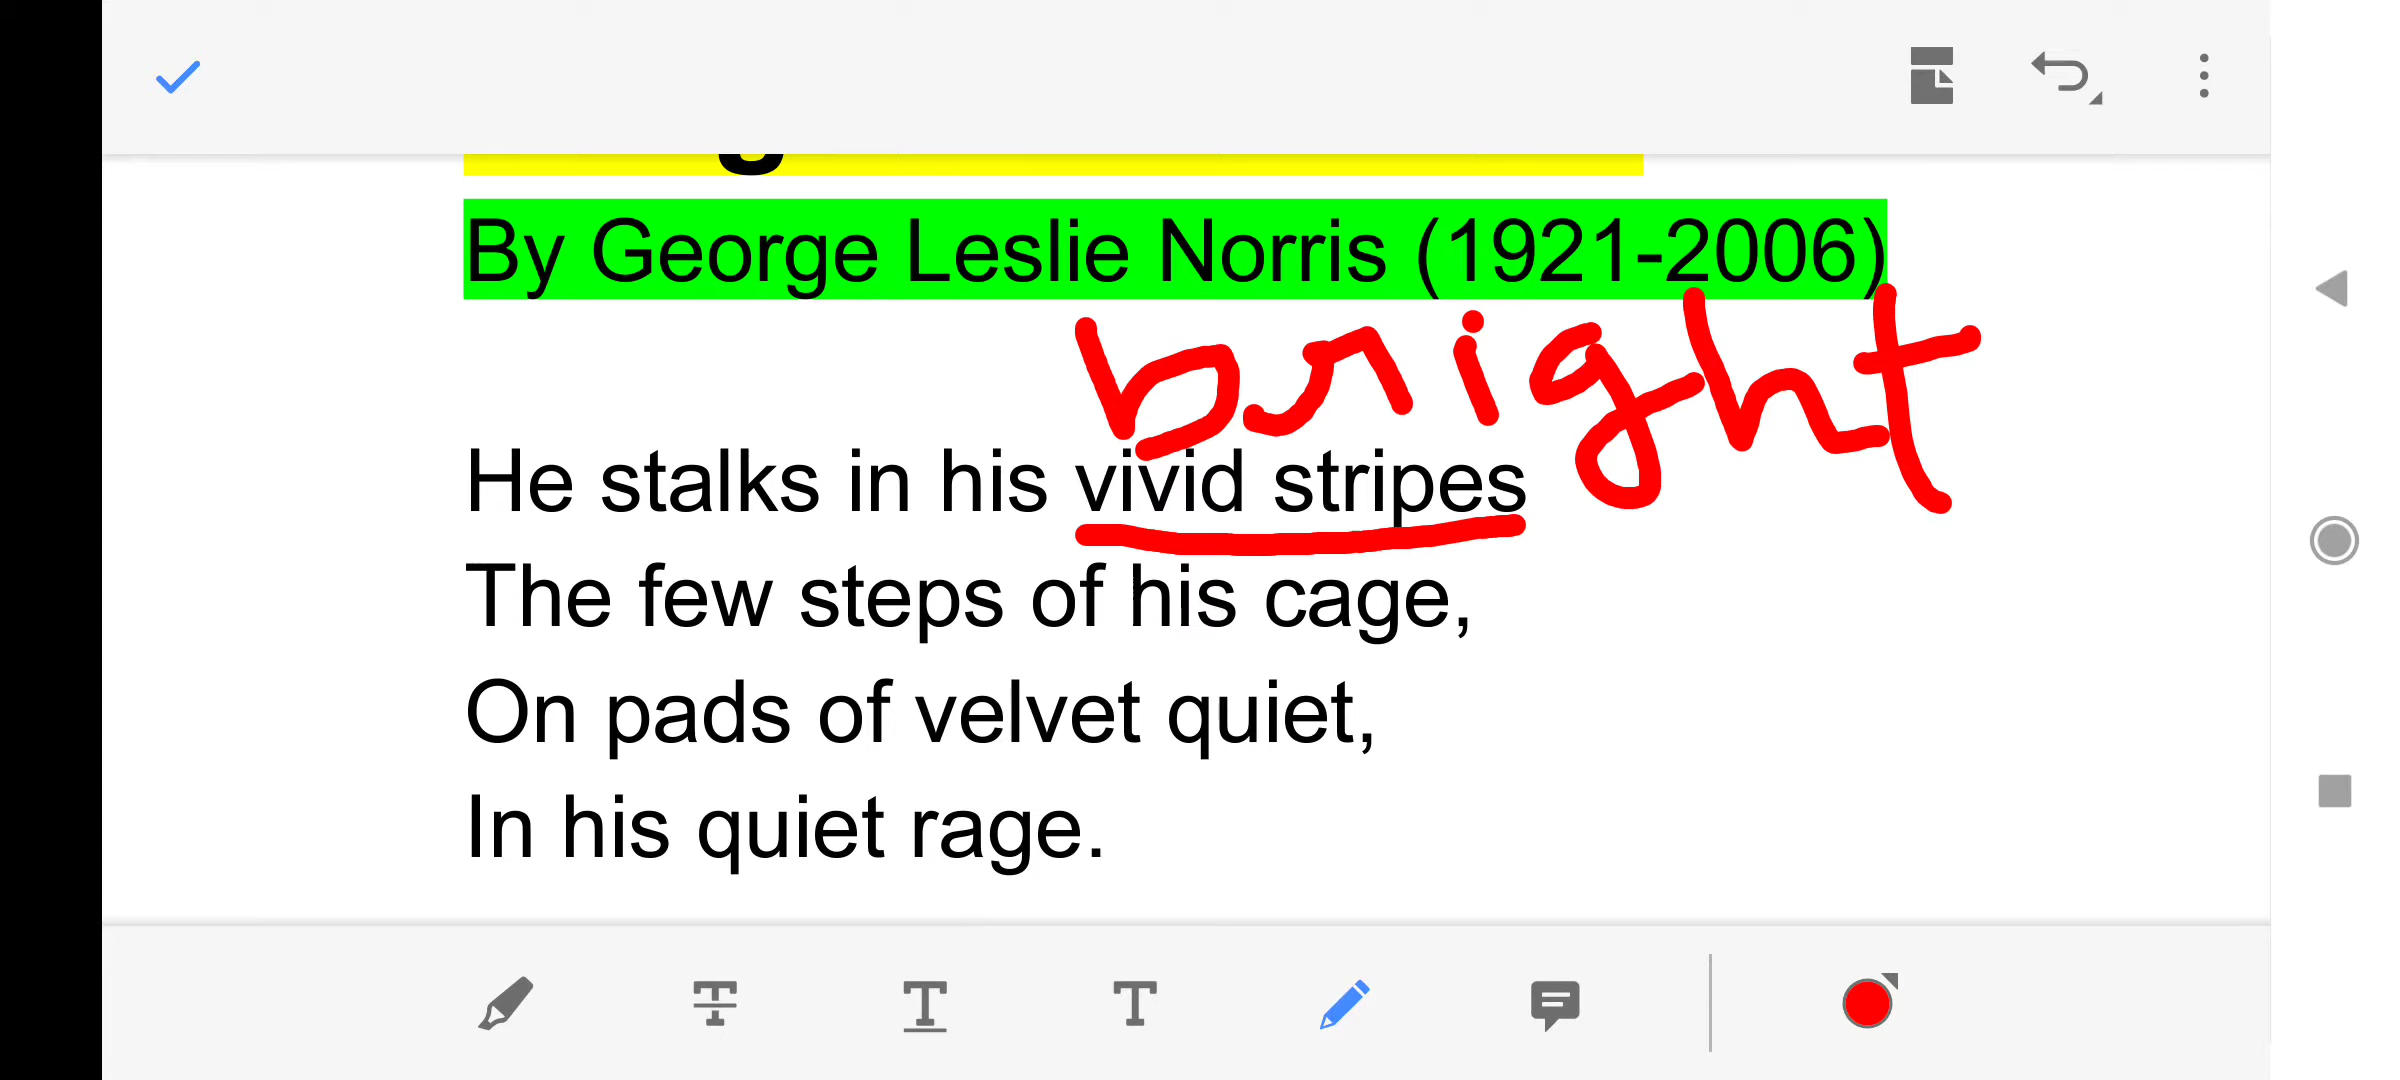 By George Leslie Norris (1921-2006)
bright
He stalks in his vivid stripes
The few steps of his cage,
On pads of velvet quiet,
In his quiet rage.